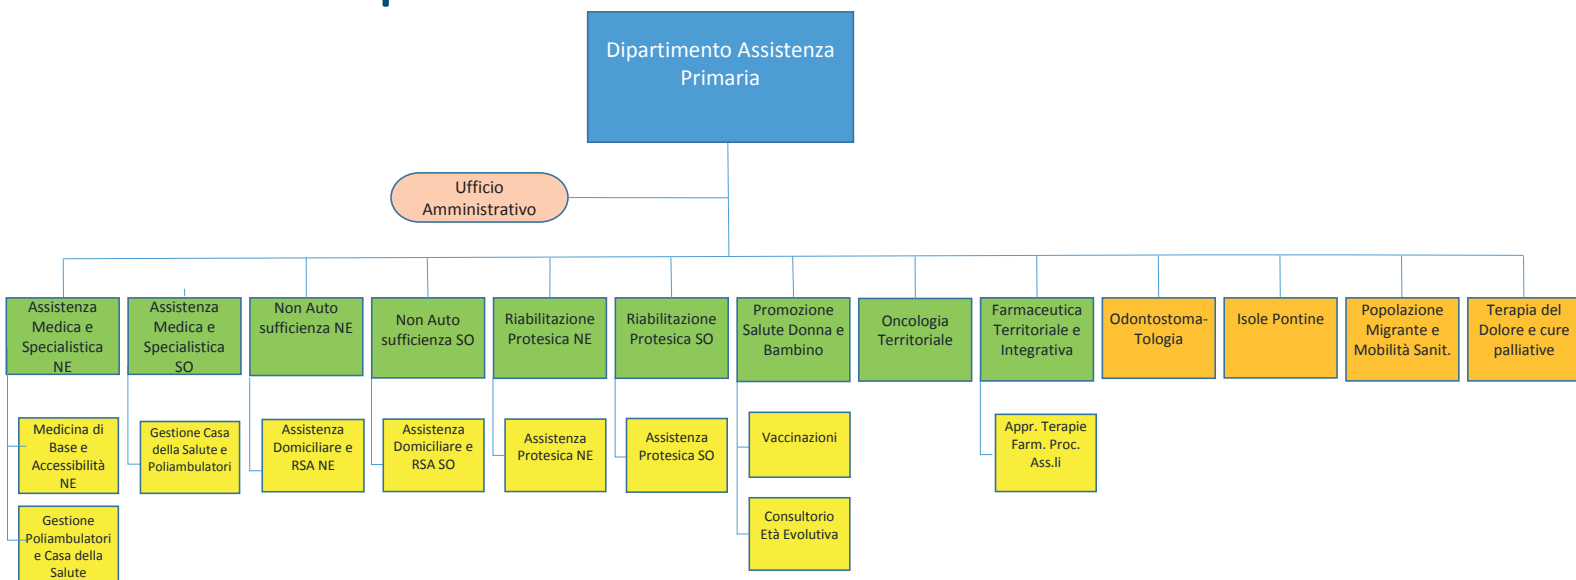 Dipartimento Assistenza
Primaria
Ufficio
Amministrativo
Assistenza
Medica e
Specialistica
NE
Assistenza
Medica e
Specialistica
SO
Non Auto
sufficienza NE
Non Auto
sufficienza SO
Riabilitazione
Protesica NE
Riabilitazione
Protesica SO
Promozione
Salute Donna e
Bambino
Oncologia
Territoriale
Farmaceutica
Territoriale e
Integrativa
Odontostoma-
Tologia
Isole Pontine
Popolazione
Migrante e
Mobilità Sanit.
Terapia del
Dolore e cure
palliative
Medicina di
Base e
Accessibilità
NE
Gestione Casa
della Salute e
Poliambulatori
Assistenza
Domiciliare e
RSA NE
Assistenza
Domiciliare e
RSA SO
Assistenza
Protesica NE
Assistenza
Protesica SO
Vaccinazioni
Appr. Terapie
Farm. Proc.
Ass.li
Gestione
Poliambulatori
e Casa della
Salute
Consultorio
Età Evolutiva